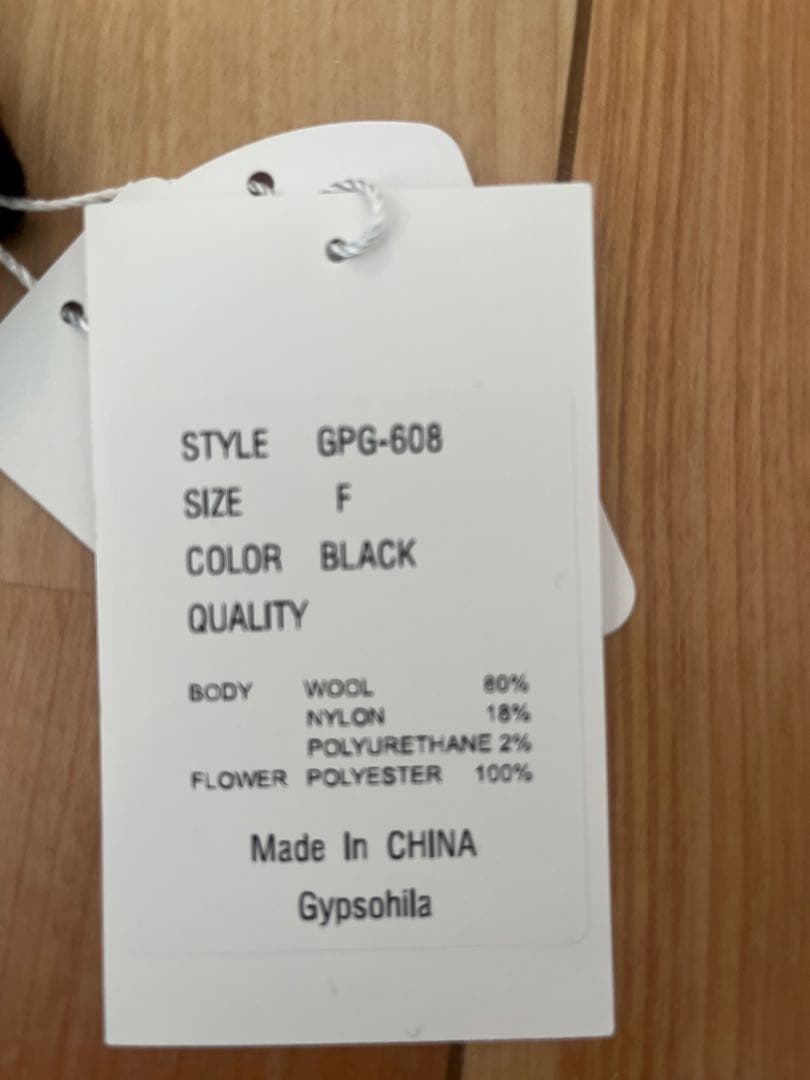 STYLE GPG-608
SIZE F
COLOR BLACK
QUALITY
BODY WOOL 80%
NYLON 18%
POLYURETHANE 2%
FLOWER POLYESTER 100%
Made In CHINA
Gypsohila